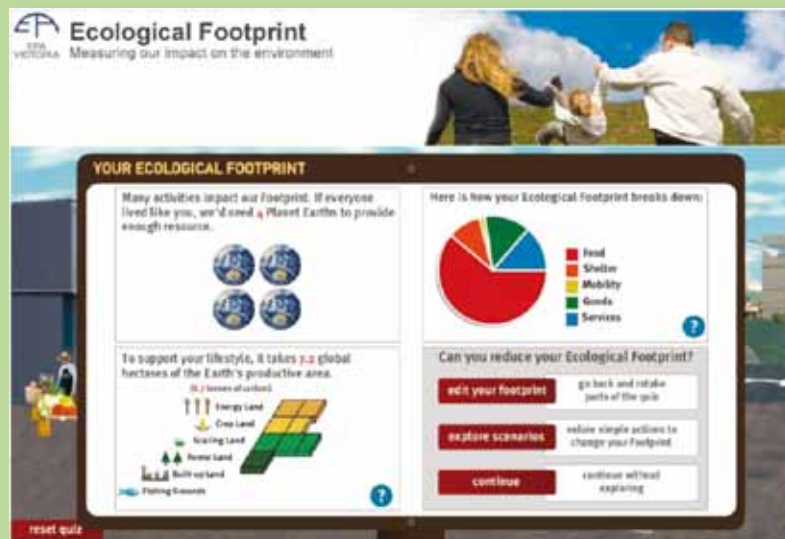 EPA
VICTORIA
Ecological Footprint
Measuring our impact on the environment
YOUR ECOLOGICAL FOOTPRINT
Many activities impact our Footprint. If everyone
lived like you, we'd need 4 Planet Earths to provide
enough resource.
Here is how your Ecological Footprint breaks down:
Food
Shelter
Mobility
Goods
Services
?
To support your lifestyle, it takes 7.2 global
hectares of the Earth's productive area.
tonnes of carbon)
Energy Land
Crop Land
Grazing Land
Forest Land
Built-up Land
Fishing Grounds
?
Can you reduce your Ecological Footprint?
edit your footprint
go back and retake
parts of the quiz
explore scenarios
simple actions to
change your Footprint
continue
continue without
exploring
reset quiz